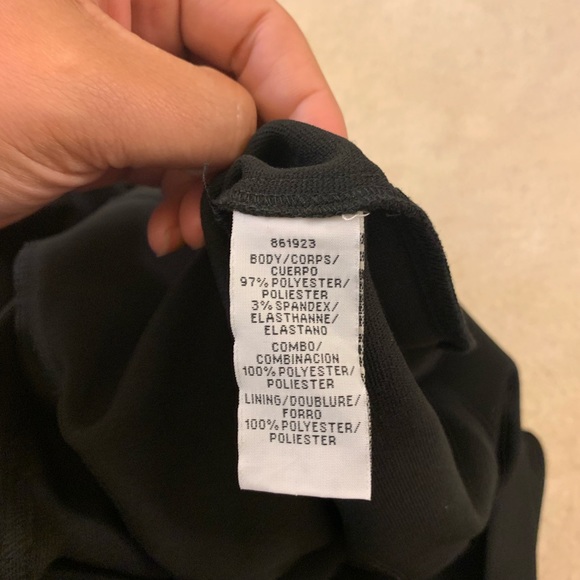 861923
BODY/CORPS/
CUERPO
97% POLYESTER/
POLIESTER
3% SPANDEX/
ELASTHANNE/
ELASTANO
COMBO/
COMBINACION
100% POLYESTER/
POLIESTER
LINING/DOUBLURE/
FORRO
100% POLYESTER/
POLIESTER